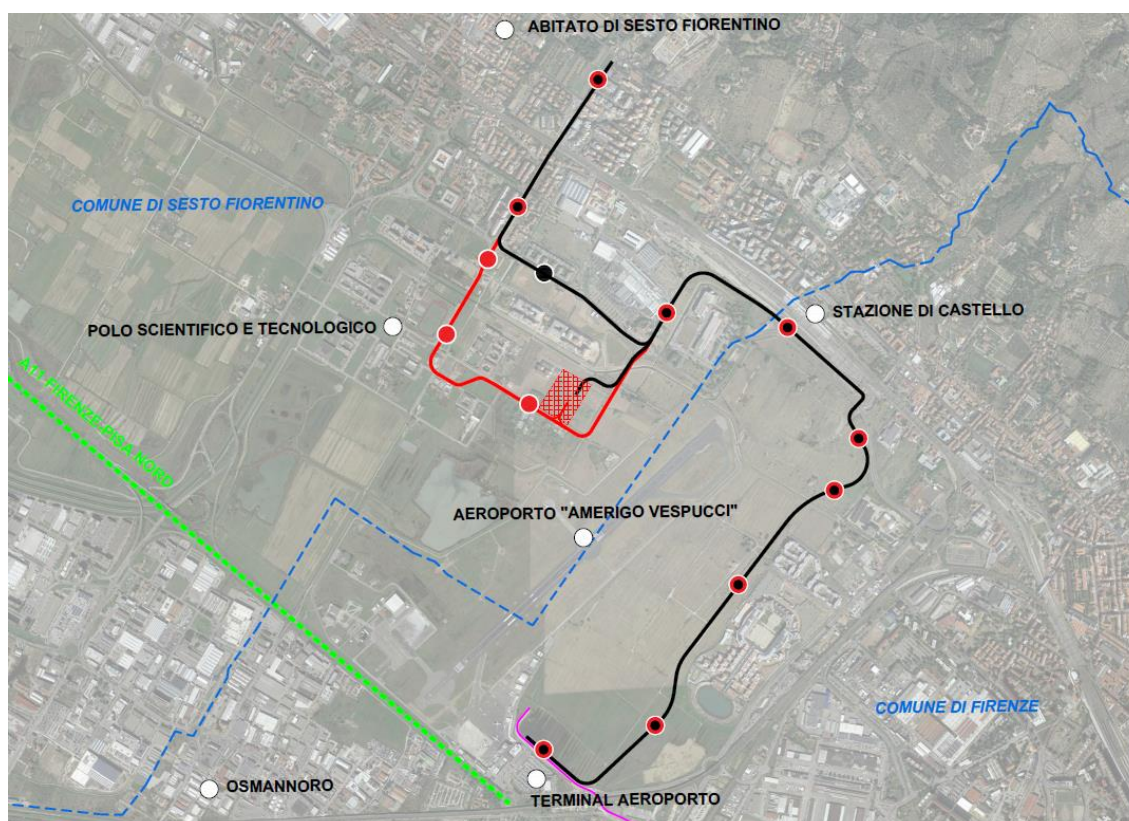 ABITATO DI SESTO FIORENTINO
COMUNE DI SESTO FIORENTINO
STAZIONE DI CASTELLO
POLO SCIENTIFICO E TECNOLOGICO
A11 FIRENZE-PISA NORD
AEROPORTO "AMERIGO VESPUCCI"
COMUNE DI FIRENZE
OSMANNORO
TERMINAL AEROPORTO